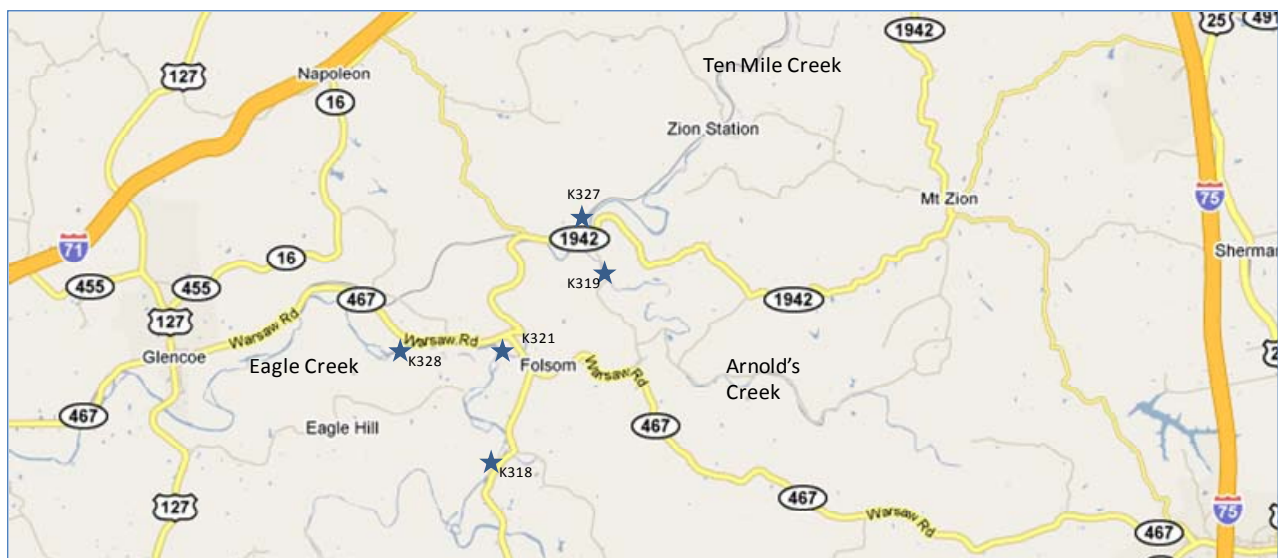 25
491
127
1942
Napoleon
16
Ten Mile Creek
Zion Station
K327
Mt Zion
75
71
1942
16
Sherman
455
455
K319
467
1942
127
Warsaw Rd
Warsaw Rd
K321
Glencoe
Eagle Creek
K328
Folsom
Warsaw Rd
Arnold's
Creek
2
467
Eagle Hill
467
K318
127
467
75
Warsaw Rd
467